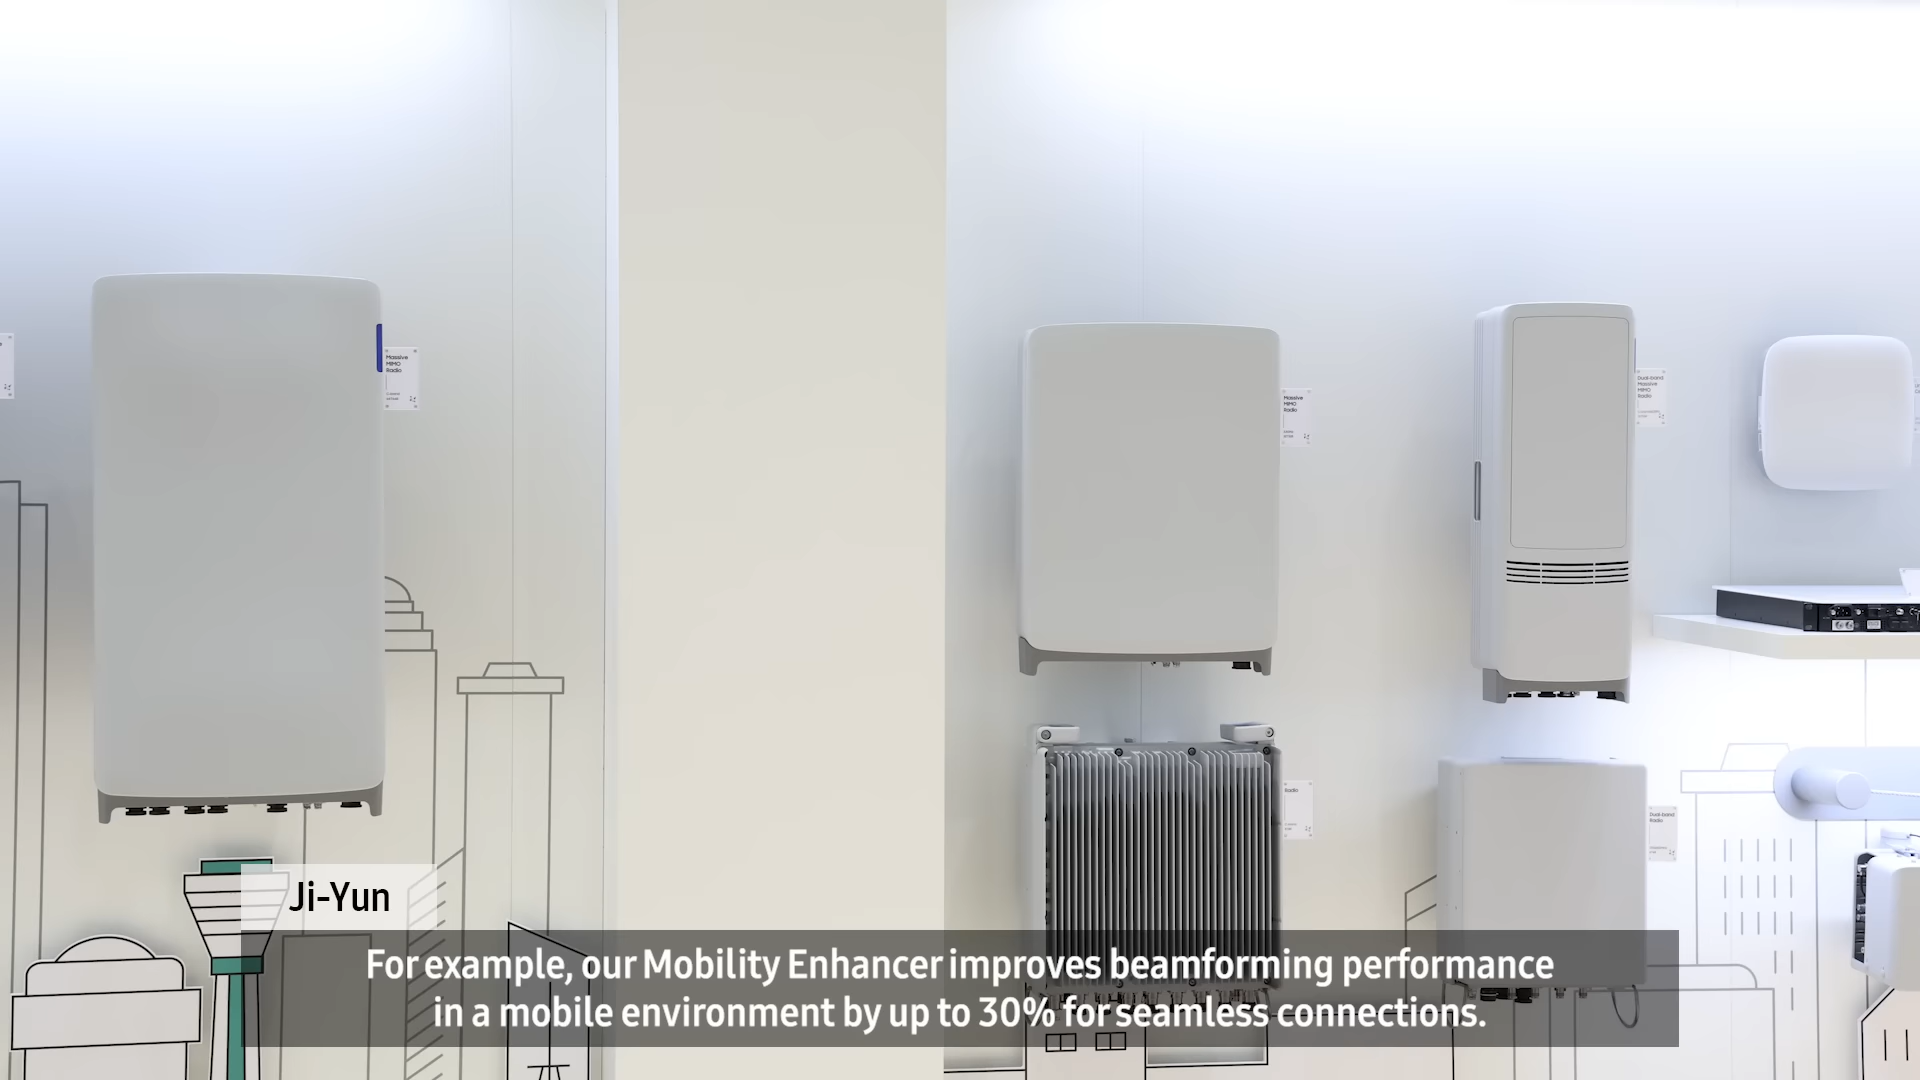 Massive
MIMO
Radio
Massive
MIMO
Radio
Dual-band
Massive
MIMO
Radio
Radio
Dual-band
Radio
Ji-Yun
For example, our Mobility Enhancer improves beamforming performance
in a mobile environment by up to 30% for seamless connections.